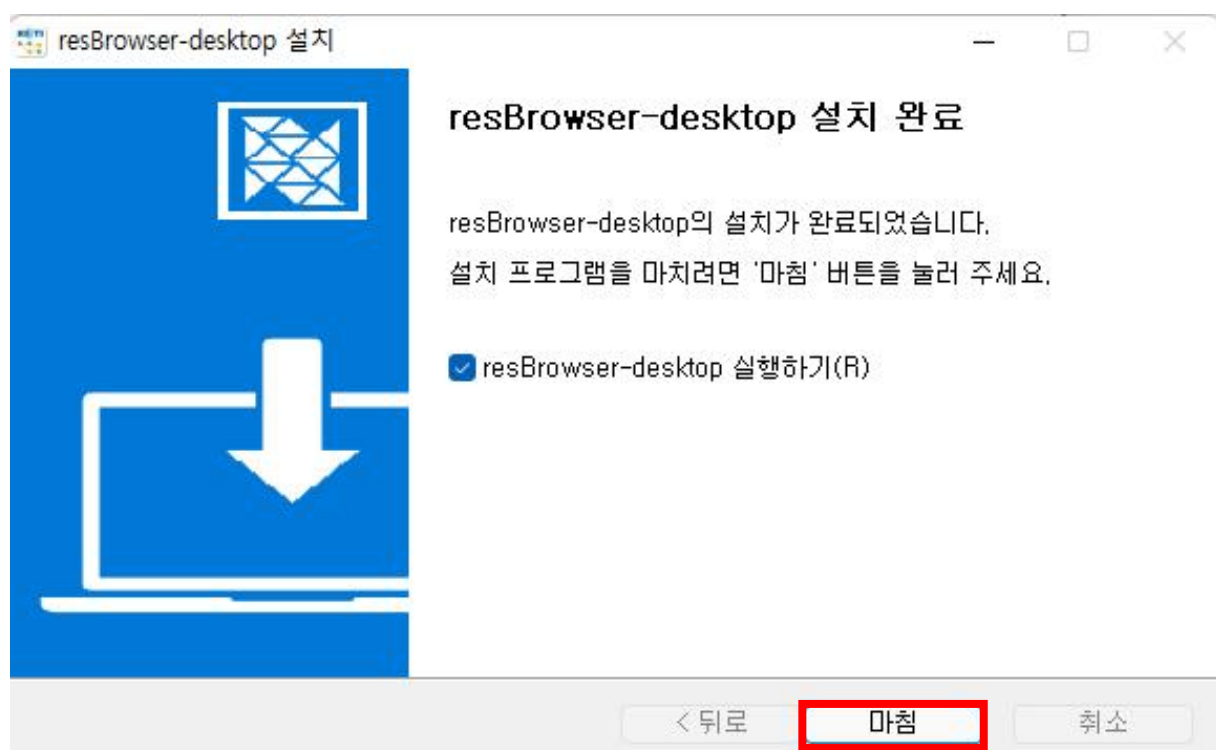 resBrowser-desktop 설치
resBrowser-desktop 설치 완료
resBrowser-desktop의 설치가 완료되었습니다.
설치 프로그램을 마치려면 '마침' 버튼을 눌러 주세요.
resBrowser-desktop 실행하기(R)
< 뒤로 마침 취소